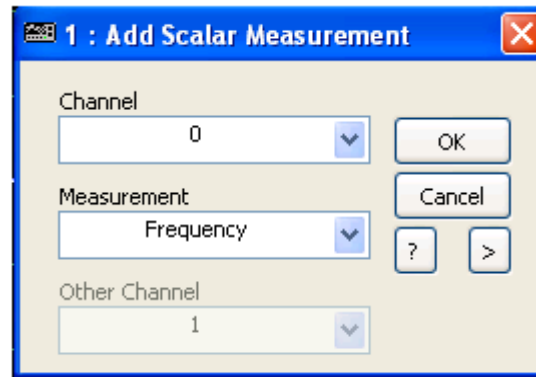 1 : Add Scalar Measurement
Channel
0
OK
Measurement
Cancel
Frequency
? >
Other Channel
1